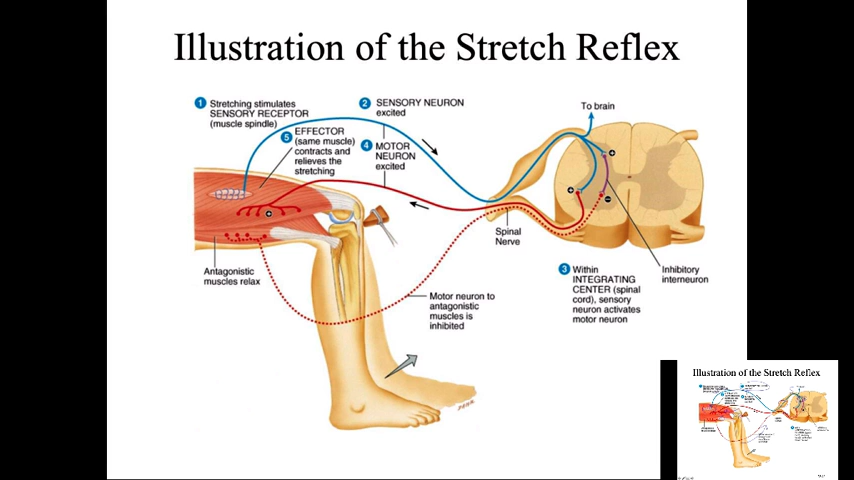 Illustration of the Stretch Reflex
1 Stretching stimulates
SENSORY RECEPTOR
(muscle spindle)
2 SENSORY NEURON
excited
5 EFFECTOR
(same muscle)
contracts and
relieves the
stretching
4 MOTOR
NEURON
excited
To brain
Spinal
Nerve
Antagonistic
muscles relax
3 Within
INTEGRATING
CENTER (spinal
cord), sensory
neuron activates
motor neuron
Inhibitory
interneuron
Motor neuron to
antagonistic
muscles is
inhibited
Illustration of the Stretch Reflex